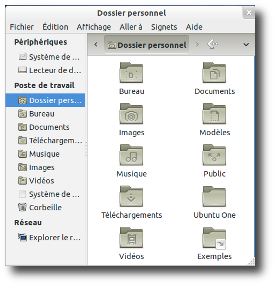 Dossier personnel
Fichier Édition Affichage Aller à Signets Aide
Périphériques
Système de ...
Lecteur de d...
Poste de travail
Dossier pers...
Bureau
Documents
Téléchargem...
Musique
Images
Vidéos
Système de ...
Corbeille
Réseau
Explorer le r...
Dossier personnel
Bureau
Documents
Images
Modèles
Musique
Public
Téléchargements
Ubuntu One
Vidéos
Exemples